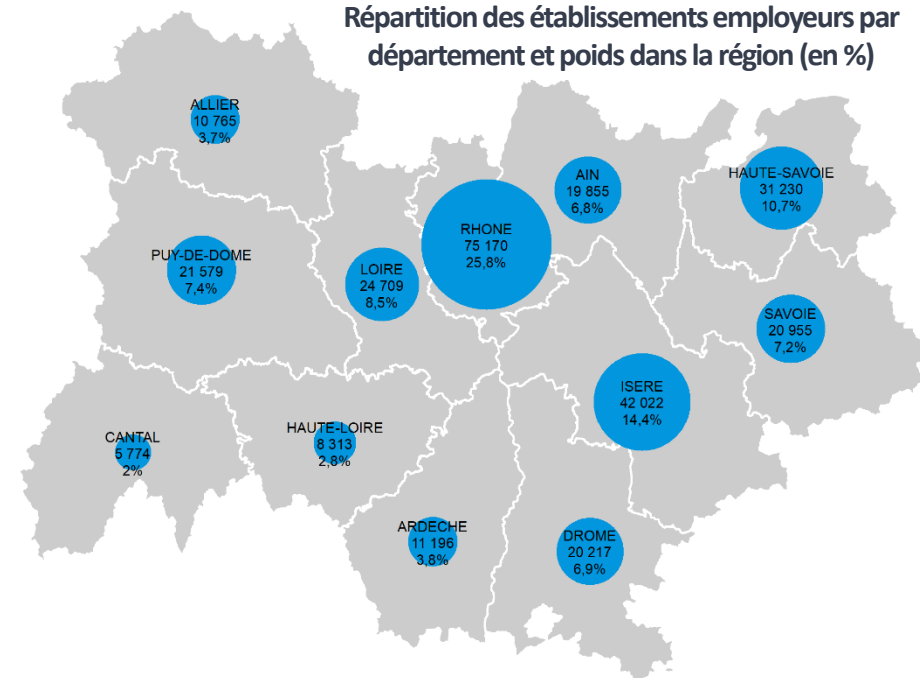 Répartition des établissements employeurs par
département et poids dans la région (en %)
ALLIER
10 765
3,7%
AIN
19 855
6,8%
HAUTE-SAVOIE
31 230
10,7%
RHONE
75 170
25,8%
PUY-DE-DOME
21 579
7,4%
LOIRE
24 709
8,5%
SAVOIE
20 955
7,2%
ISERE
42 022
14,4%
CANTAL
5 774
2%
HAUTE-LOIRE
8 313
2,8%
ARDECHE
11 196
3,8%
DROME
20 217
6,9%